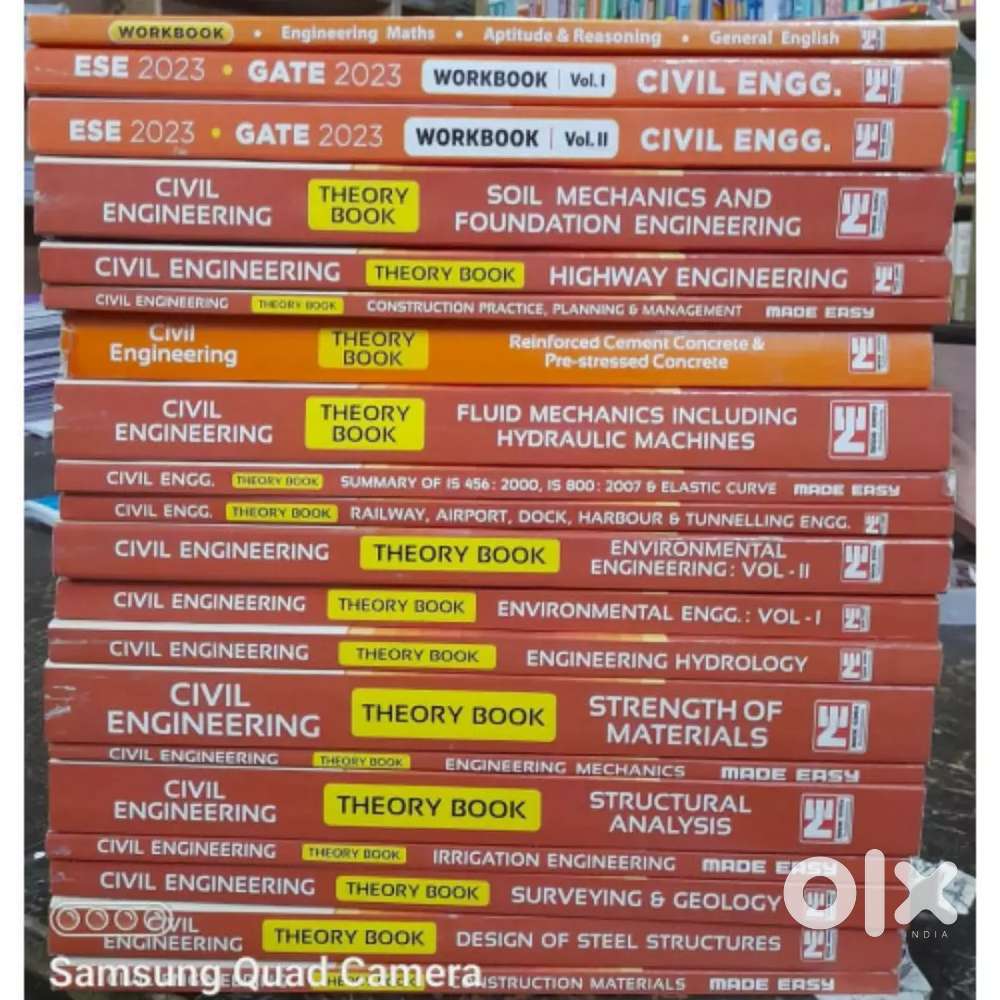 WORKBOOK • Engineering Maths • Aptitude & Reasoning • General English
ESE 2023 • GATE 2023 WORKBOOK | Vol. I CIVIL ENGG.
ESE 2023 • GATE 2023 WORKBOOK | Vol. II CIVIL ENGG.
CIVIL ENGINEERING THEORY BOOK SOIL MECHANICS AND
FOUNDATION ENGINEERING
CIVIL ENGINEERING THEORY BOOK HIGHWAY ENGINEERING
CIVIL ENGINEERING THEORY BOOK CONSTRUCTION PRACTICE, PLANNING & MANAGEMENT MADE EASY
Civil Engineering THEORY BOOK Reinforced Cement Concrete &
Pre-stressed Concrete
CIVIL ENGINEERING THEORY BOOK FLUID MECHANICS INCLUDING
HYDRAULIC MACHINES
CIVIL ENGG. THEORY BOOK SUMMARY OF IS 456: 2000, IS 800: 2007 & ELASTIC CURVE MADE EASY
CIVIL ENGG. THEORY BOOK RAILWAY, AIRPORT, DOCK, HARBOUR & TUNNELLING ENGG.
CIVIL ENGINEERING THEORY BOOK ENVIRONMENTAL
ENGINEERING: VOL - II
CIVIL ENGINEERING THEORY BOOK ENVIRONMENTAL ENGG.: VOL - I
CIVIL ENGINEERING THEORY BOOK ENGINEERING HYDROLOGY
CIVIL ENGINEERING THEORY BOOK STRENGTH OF
MATERIALS
CIVIL ENGINEERING THEORY BOOK ENGINEERING MECHANICS MADE EASY
CIVIL ENGINEERING THEORY BOOK STRUCTURAL
ANALYSIS
CIVIL ENGINEERING THEORY BOOK IRRIGATION ENGINEERING MADE EASY
CIVIL ENGINEERING THEORY BOOK SURVEYING & GEOLOGY
CIVIL ENGINEERING THEORY BOOK DESIGN OF STEEL STRUCTURES
CONSTRUCTION MATERIALS MADE EASY
Samsung Quad Camera
olx
INDIA